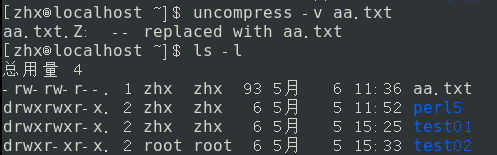 [zhx@localhost ~]$ uncompress -v aa.txt
aa.txt.Z:  -- replaced with aa.txt
[zhx@localhost ~]$ ls -l
总用量 4
-rw-rw-r--. 1 zhx  zhx  93 5月   6 11:36 aa.txt
drwxrwxr-x. 2 zhx  zhx   6 5月   5 11:52 perl5
drwxrwxr-x. 2 zhx  zhx   6 5月   5 15:25 test01
drwxr-xr-x. 2 root root  6 5月   5 15:33 test02